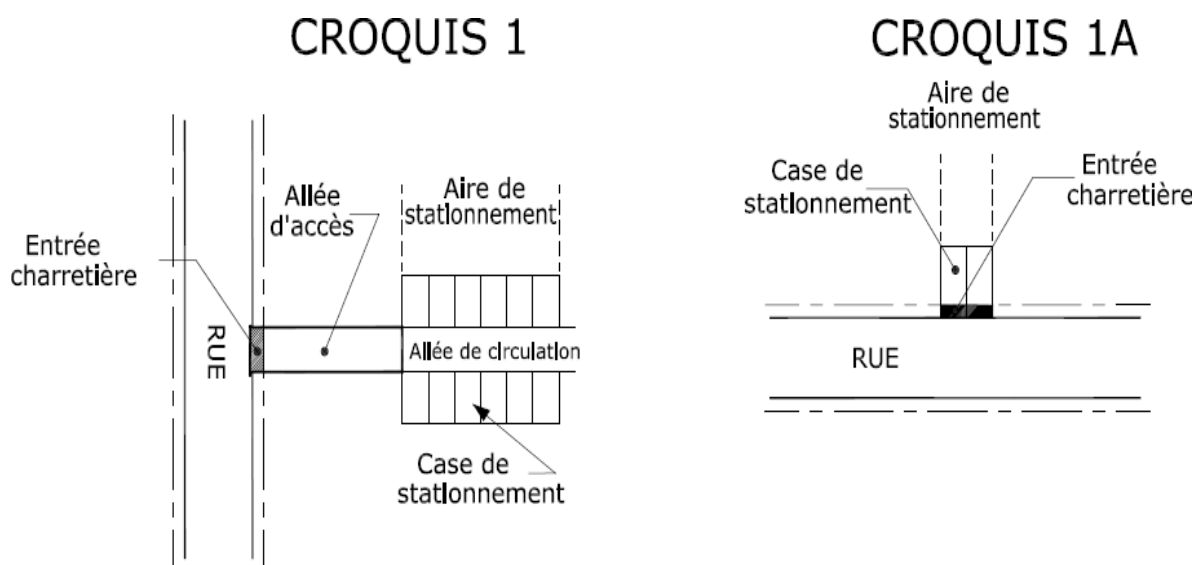 CROQUIS 1
Allée
d'accès
Aire de
stationnement
Entrée
charretière
RUE
Allée de circulation
Case de
stationnement
CROQUIS 1A
Aire de
stationnement
Case de
stationnement
Entrée
charretière
RUE